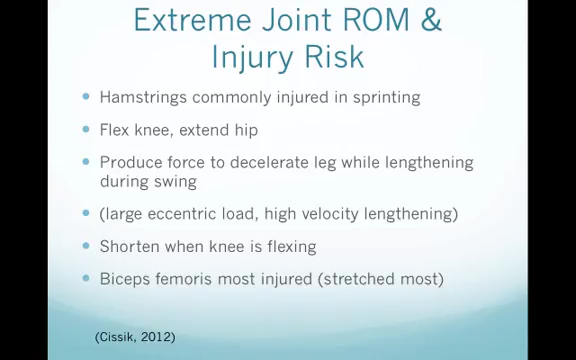 Extreme Joint ROM &
Injury Risk
• Hamstrings commonly injured in sprinting
• Flex knee, extend hip
• Produce force to decelerate leg while lengthening
during swing
• (large eccentric load, high velocity lengthening)
• Shorten when knee is flexing
• Biceps femoris most injured (stretched most)
(Cissik, 2012)